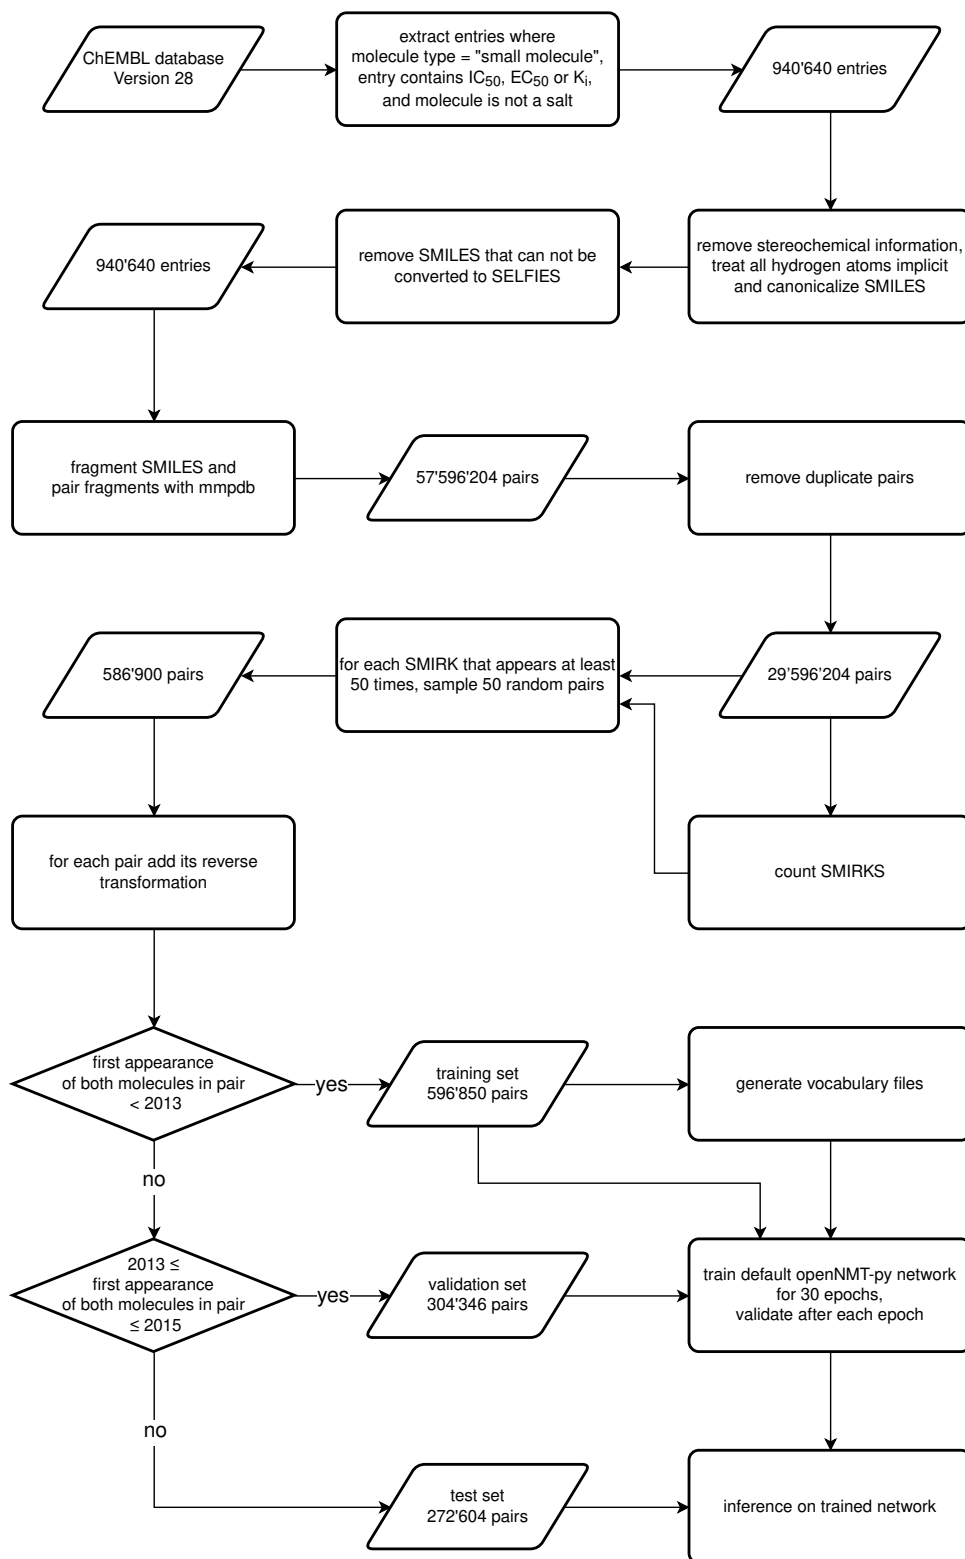 ChEMBL database
Version 28
extract entries where
molecule type = "small molecule",
entry contains IC50, EC50 or Ki,
and molecule is not a salt
940'640 entries
remove stereochemical information,
treat all hydrogen atoms implicit
and canonicalize SMILES
remove SMILES that can not be
converted to SELFIES
940'640 entries
fragment SMILES and
pair fragments with mmpdb
57'596'204 pairs
remove duplicate pairs
29'596'204 pairs
count SMIRKS
for each SMIRK that appears at least
50 times, sample 50 random pairs
586'900 pairs
for each pair add its reverse
transformation
first appearance
of both molecules in pair
< 2013
yes
training set
596'850 pairs
generate vocabulary files
no
2013 ≤
first appearance
of both molecules in pair
≤ 2015
yes
validation set
304'346 pairs
train default openNMT-py network
for 30 epochs,
validate after each epoch
no
test set
272'604 pairs
inference on trained network